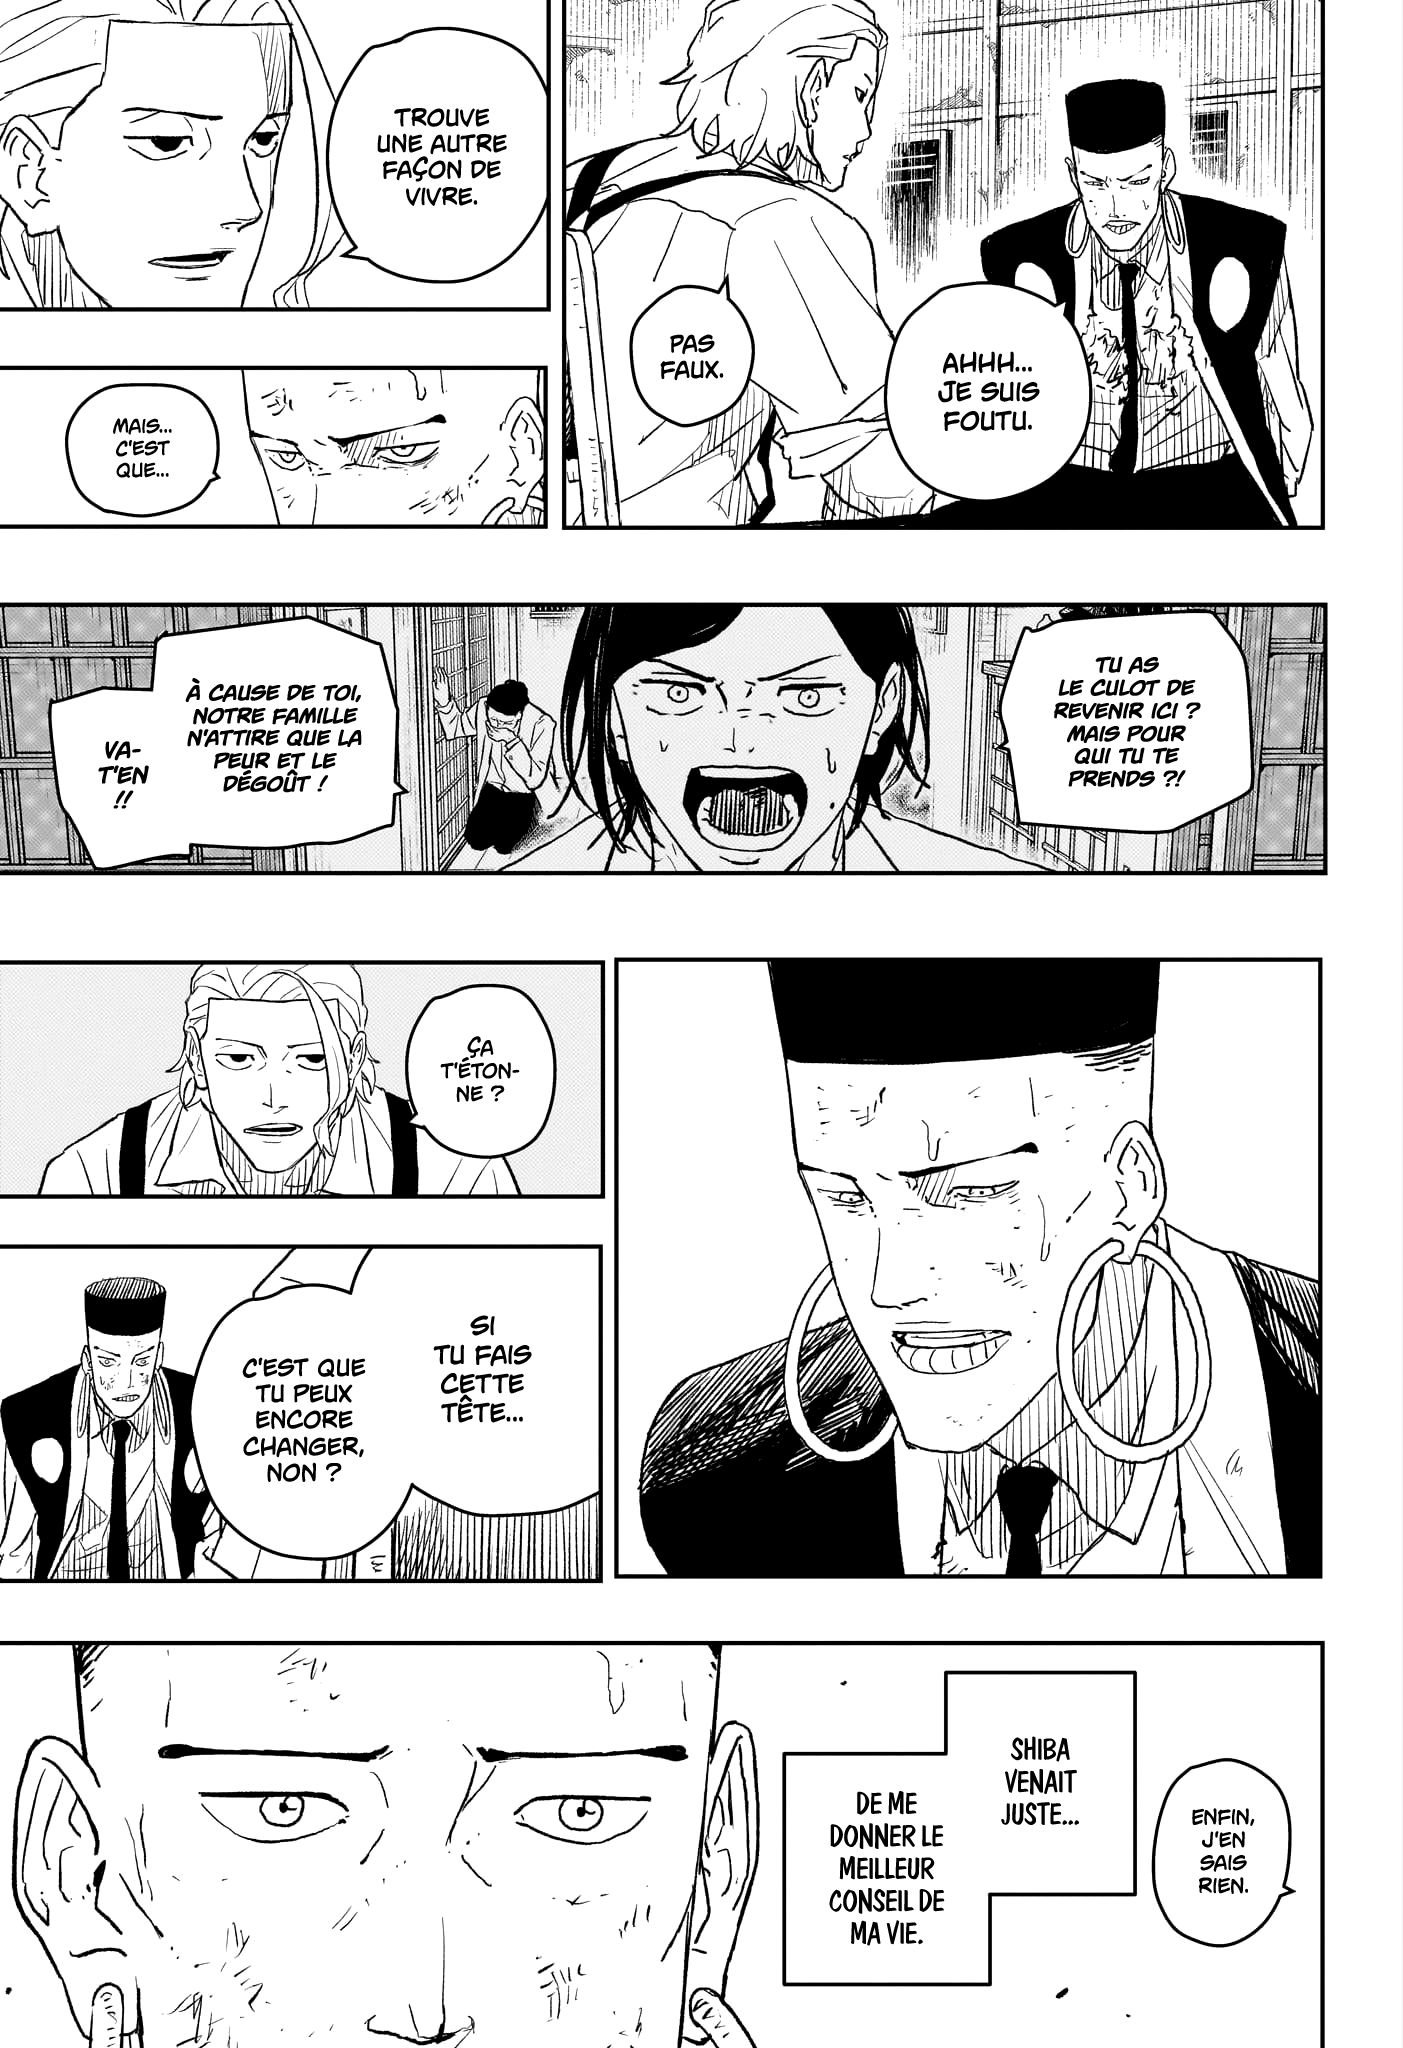 AHHH...
JE SUIS
FOUTU.
PAS
FAUX.
TROUVE
UNE AUTRE
FAÇON DE
VIVRE.
MAIS...
C'EST
QUE...
TU AS
LE CULOT DE
REVENIR ICI ?
MAIS POUR
QUI TU TE
PRENDS ?!
À CAUSE DE TOI,
NOTRE FAMILLE
N'ATTIRE QUE LA
PEUR ET LE
DÉGOÛT !
VA-
T'EN
!!
ÇA
T'ÉTON-
NE ?
SI
TU FAIS
CETTE
TÊTE...
C'EST QUE
TU PEUX
ENCORE
CHANGER,
NON ?
ENFIN,
J'EN
SAIS
RIEN.
SHIBA
VENAIT
JUSTE...
DE ME
DONNER LE
MEILLEUR
CONSEIL DE
MA VIE.